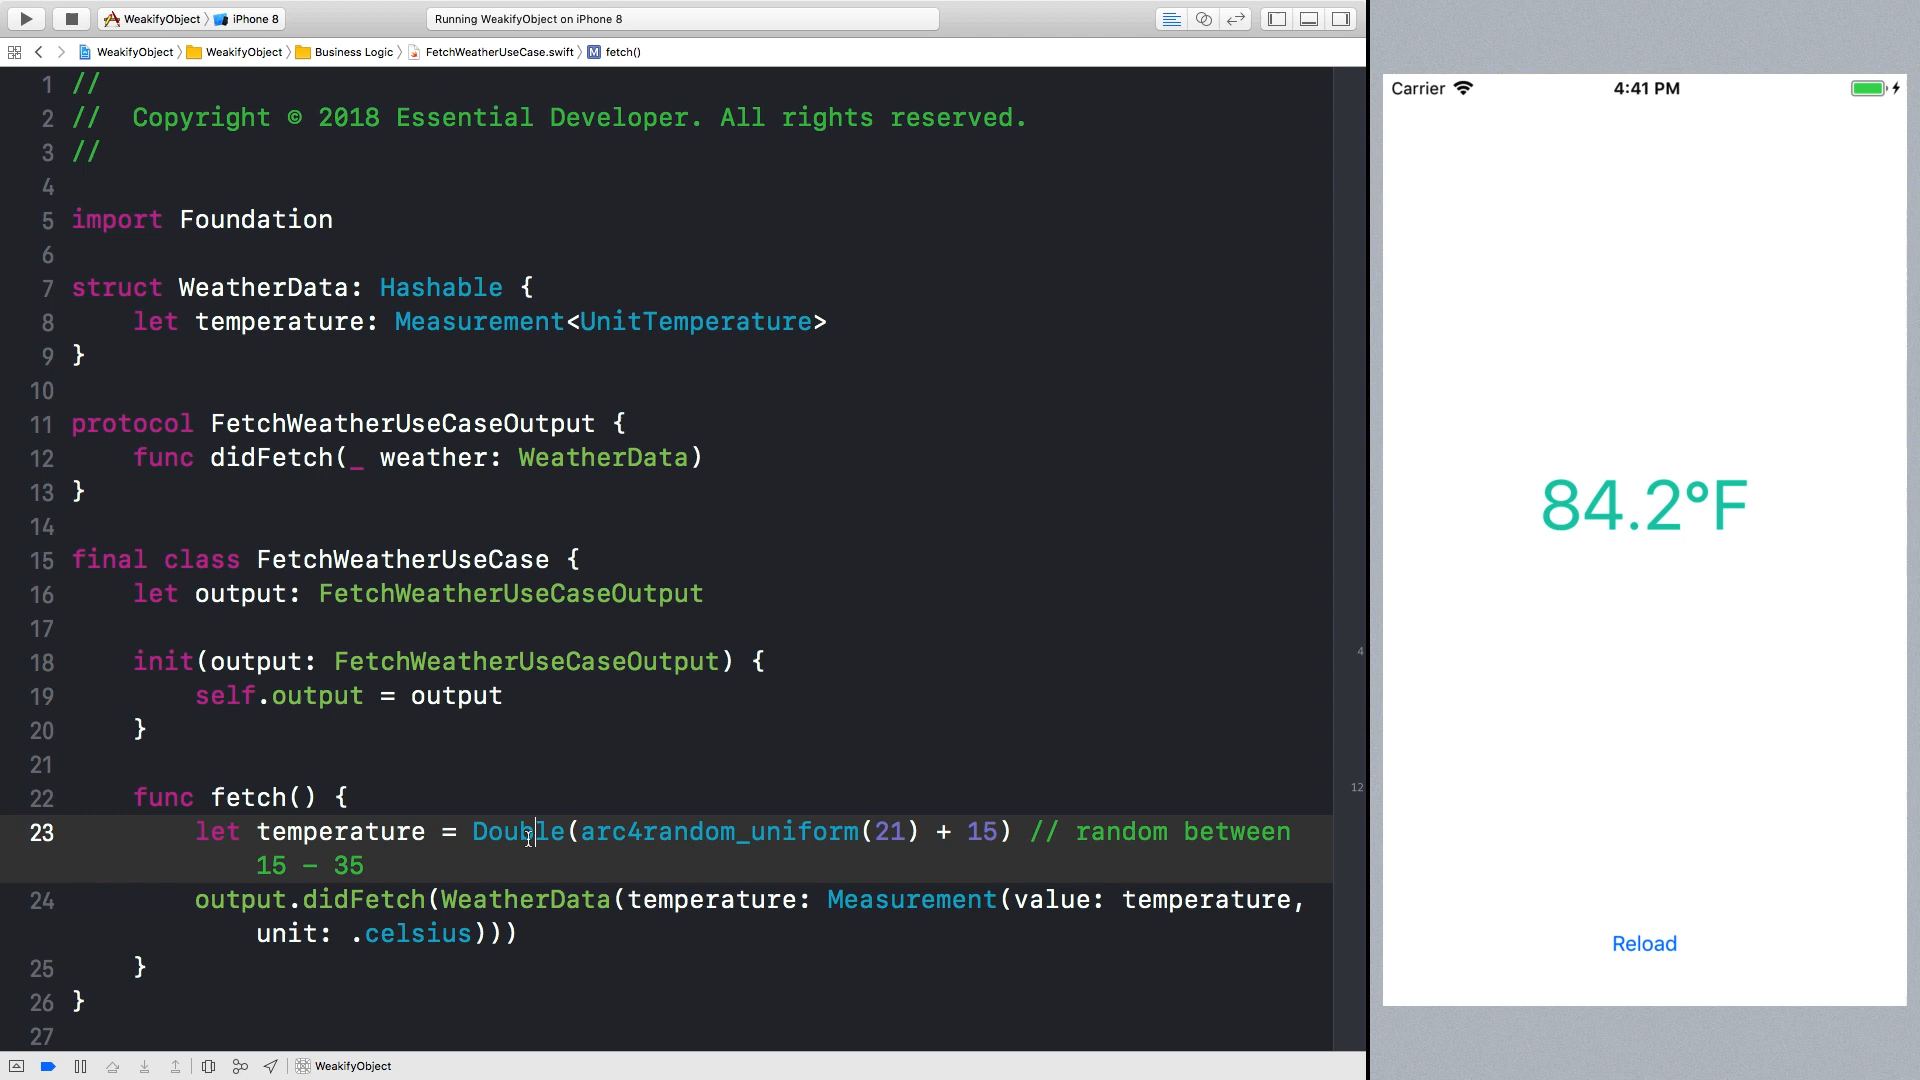 WeakifyObject › iPhone 8
Running WeakifyObject on iPhone 8
WeakifyObject › WeakifyObject › Business Logic › FetchWeatherUseCase.swift › M fetch()
1 //
2 //  Copyright © 2018 Essential Developer. All rights reserved.
3 //
4
5 import Foundation
6
7 struct WeatherData: Hashable {
8     let temperature: Measurement<UnitTemperature>
9 }
10
11 protocol FetchWeatherUseCaseOutput {
12     func didFetch(_ weather: WeatherData)
13 }
14
15 final class FetchWeatherUseCase {
16     let output: FetchWeatherUseCaseOutput
17
18     init(output: FetchWeatherUseCaseOutput) {
19         self.output = output
20     }
21
22     func fetch() {
23         let temperature = Double(arc4random_uniform(21) + 15) // random between
15 - 35
24         output.didFetch(WeatherData(temperature: Measurement(value: temperature,
unit: .celsius)))
25     }
26 }
27
4
12
WeakifyObject
Carrier 4:41 PM
84.2°F
Reload